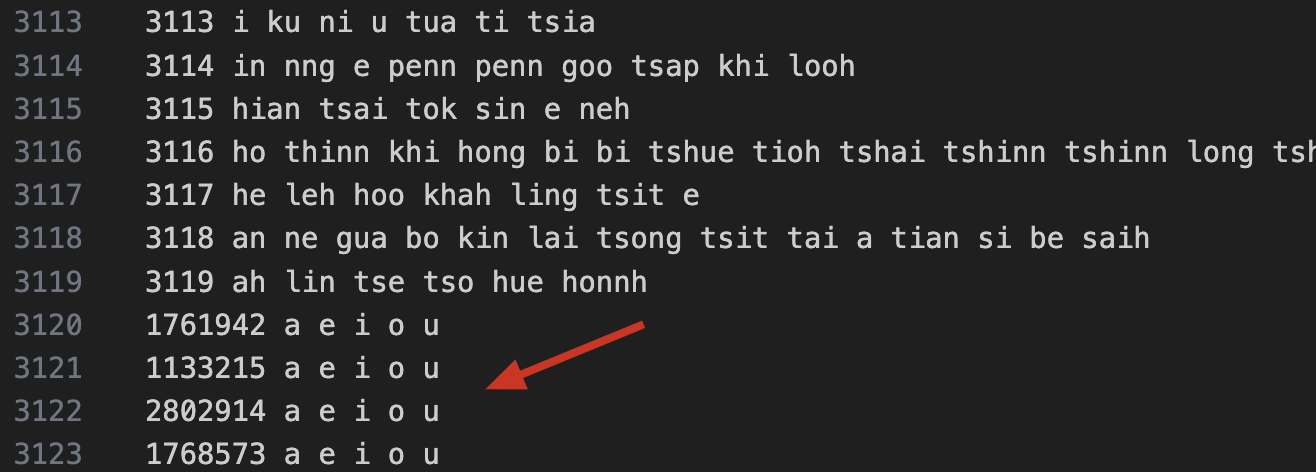 3113 3113 i ku ni u tua ti tsia
3114 3114 in nng e penn penn goo tsap khi looh
3115 3115 hian tsai tok sin e neh
3116 3116 ho thinn khi hong bi bi tshue tioh tshai tshinn tshinn long
3117 3117 he leh hoo khah ling tsit e
3118 3118 an ne gua bo kin lai tsong tsit tai a tian si be saih
3119 3119 ah lin tse tso hue honnh
3120 1761942 a e i o u
3121 1133215 a e i o u
3122 2802914 a e i o u
3123 1768573 a e i o u